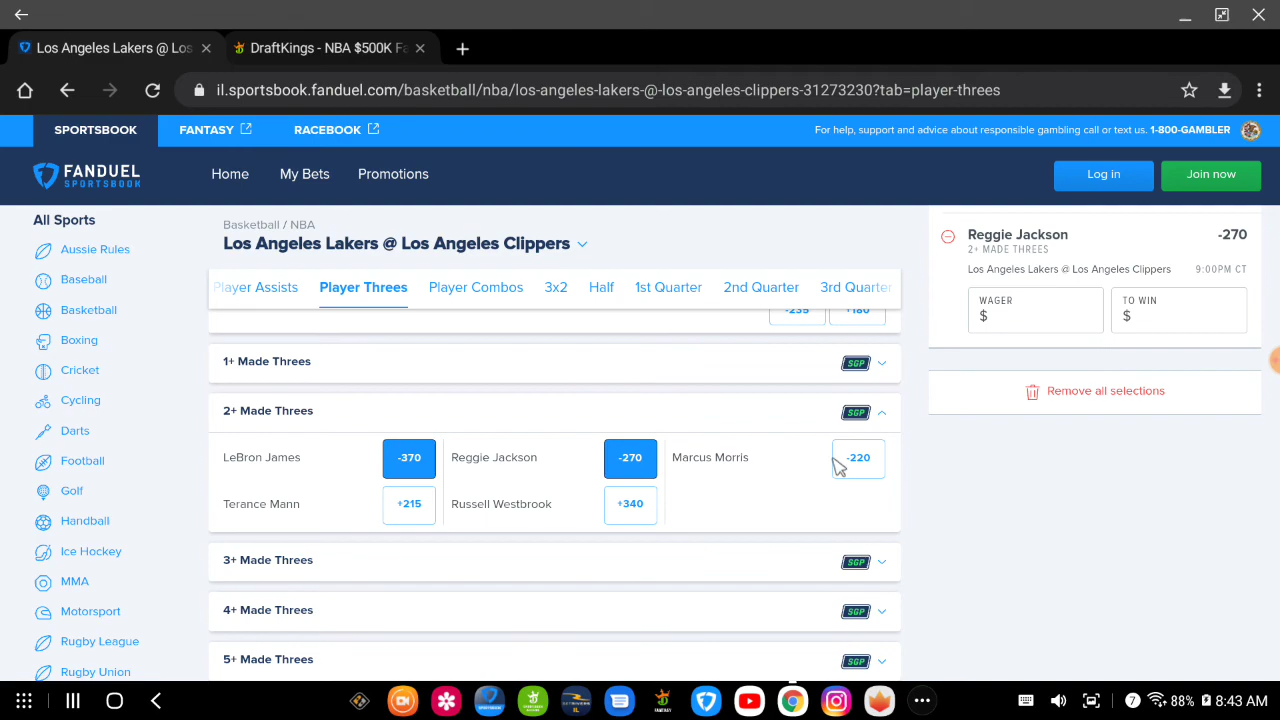 Los Angeles Lakers @ Los
DraftKings - NBA $500K Fa
il.sportsbook.fanduel.com/basketball/nba/los-angeles-lakers-@-los-angeles-clippers-31273230?tab=player-threes
SPORTSBOOK
FANTASY
RACEBOOK
For help, support and advice about responsible gambling call or text us. 1-800-GAMBLER
FANDUEL
SPORTSBOOK
Home
My Bets
Promotions
Log in
Join now
All Sports
Aussie Rules
Baseball
Basketball
Boxing
Cricket
Cycling
Darts
Football
Golf
Handball
Ice Hockey
MMA
Motorsport
Rugby League
Rugby Union
Basketball / NBA
Los Angeles Lakers @ Los Angeles Clippers
Player Assists
Player Threes
Player Combos
3x2
Half
1st Quarter
2nd Quarter
3rd Quarter
-235 +180
1+ Made Threes SGP
2+ Made Threes SGP
LeBron James -370 Reggie Jackson -270 Marcus Morris -220
Terance Mann +215 Russell Westbrook +340
3+ Made Threes SGP
4+ Made Threes SGP
5+ Made Threes SGP
Reggie Jackson -270
2+ MADE THREES
Los Angeles Lakers @ Los Angeles Clippers 9:00PM CT
WAGER
$
TO WIN
$
Remove all selections
7 88% 8:43 AM